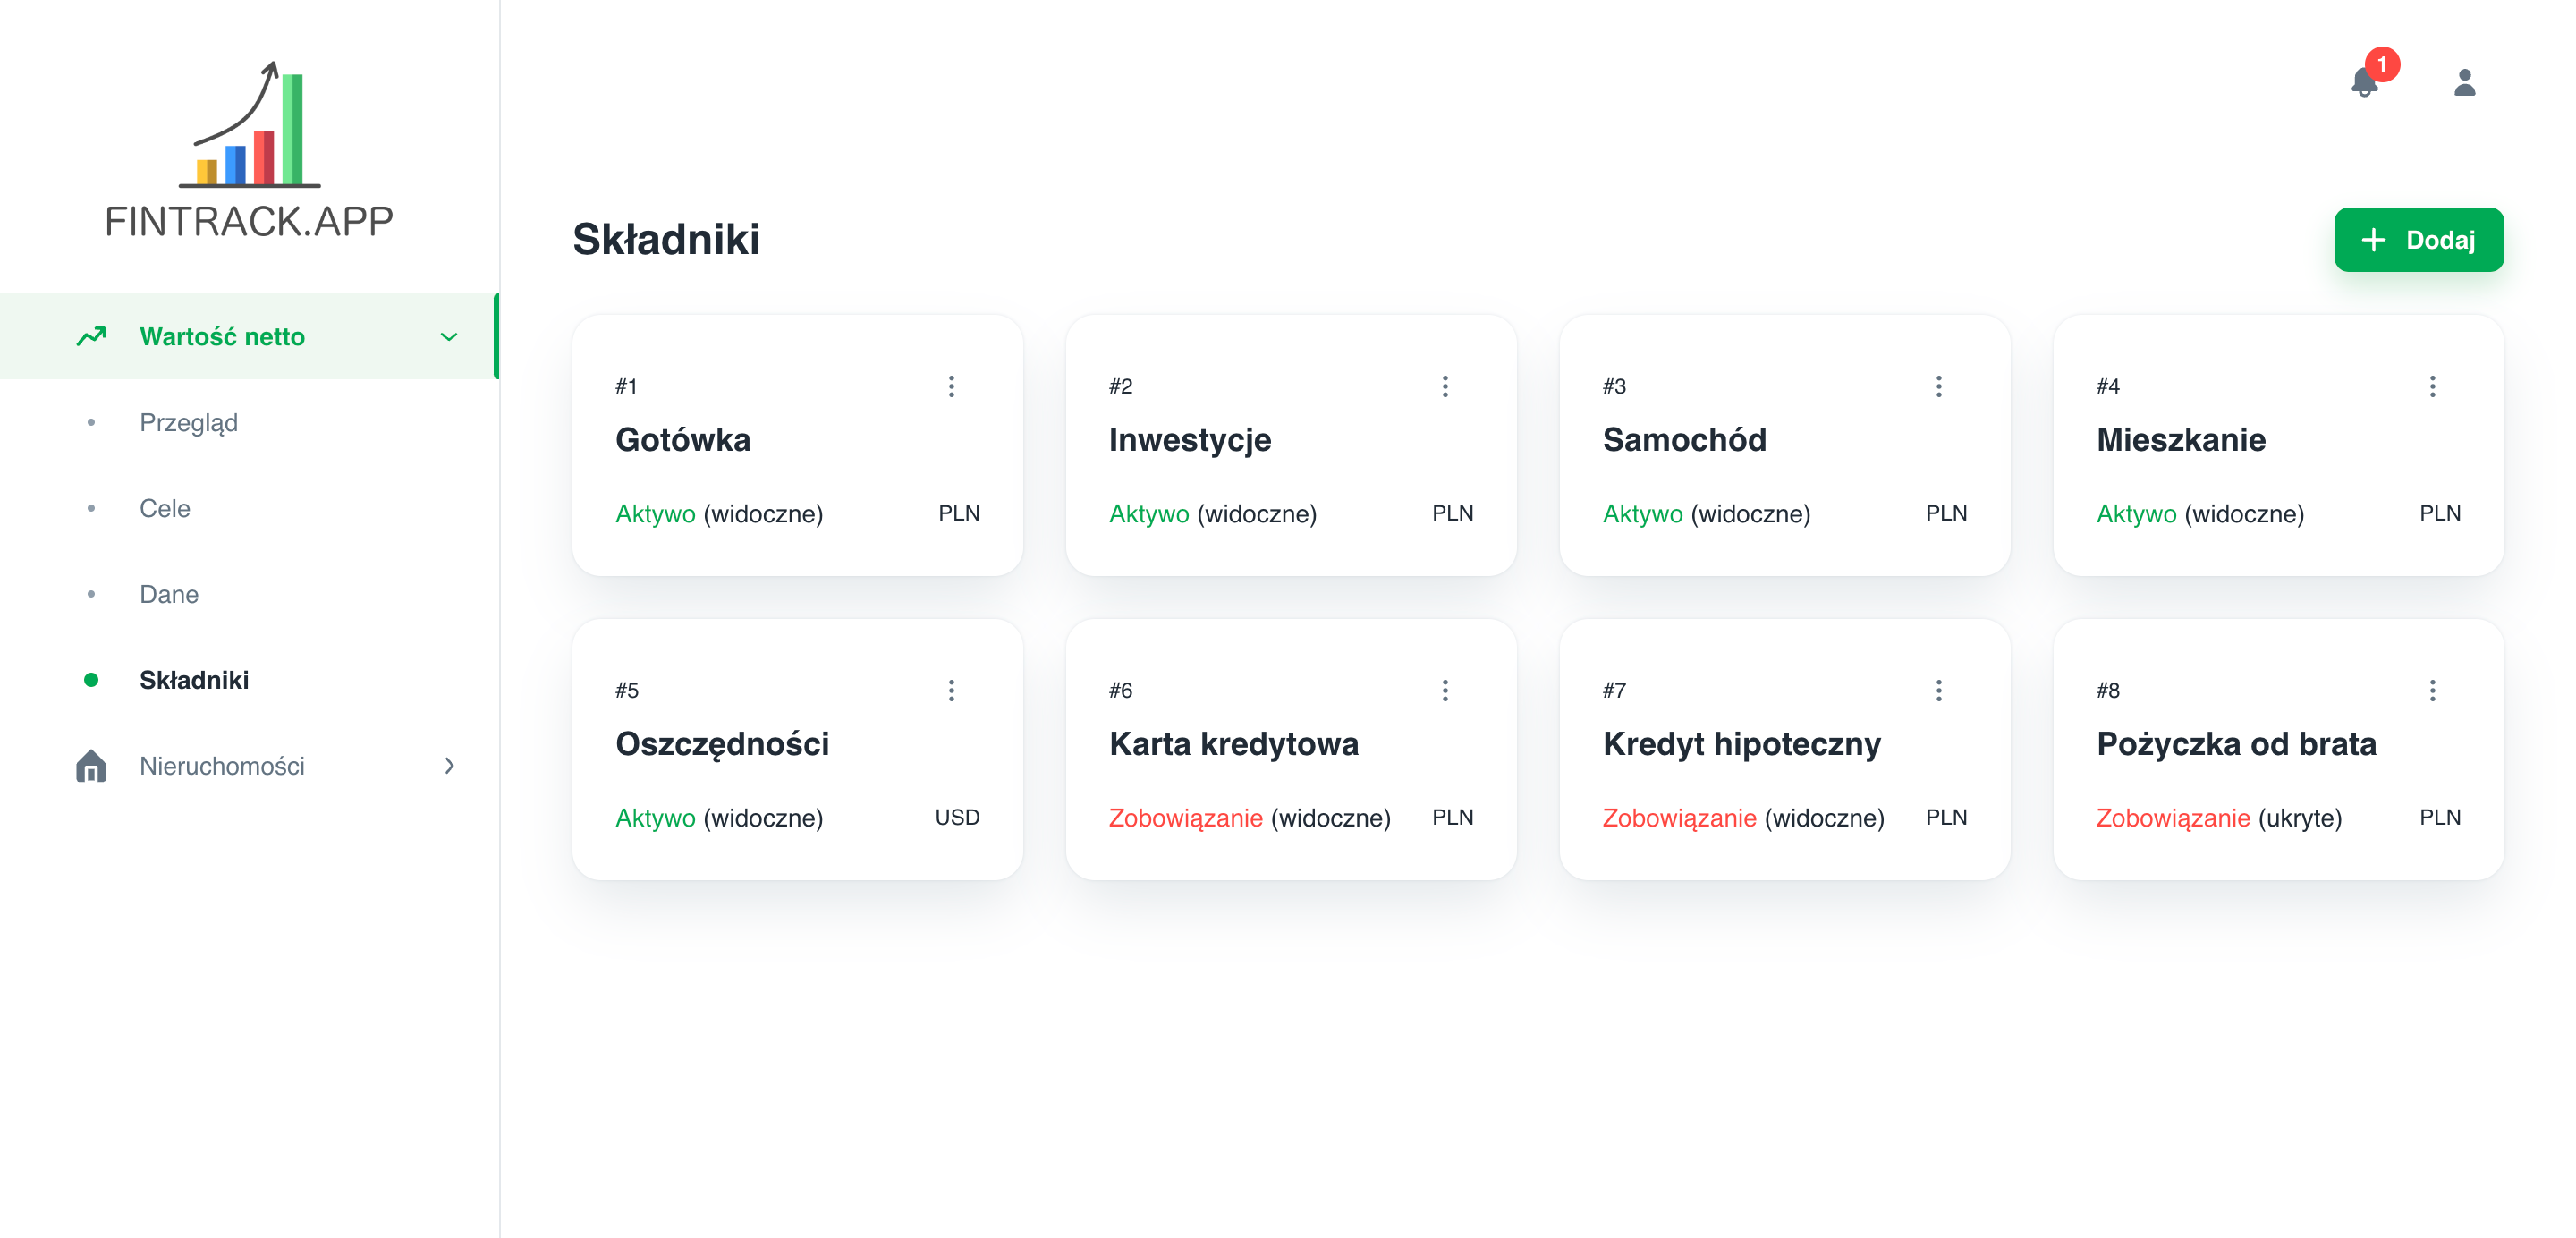 FINTRACK.APP
Wartość netto
Przegląd
Cele
Dane
Składniki
Nieruchomości
1
Składniki
Dodaj
#1
Gotówka
Aktywo (widoczne) PLN
#2
Inwestycje
Aktywo (widoczne) PLN
#3
Samochód
Aktywo (widoczne) PLN
#4
Mieszkanie
Aktywo (widoczne) PLN
#5
Oszczędności
Aktywo (widoczne) USD
#6
Karta kredytowa
Zobowiązanie (widoczne) PLN
#7
Kredyt hipoteczny
Zobowiązanie (widoczne) PLN
#8
Pożyczka od brata
Zobowiązanie (ukryte) PLN